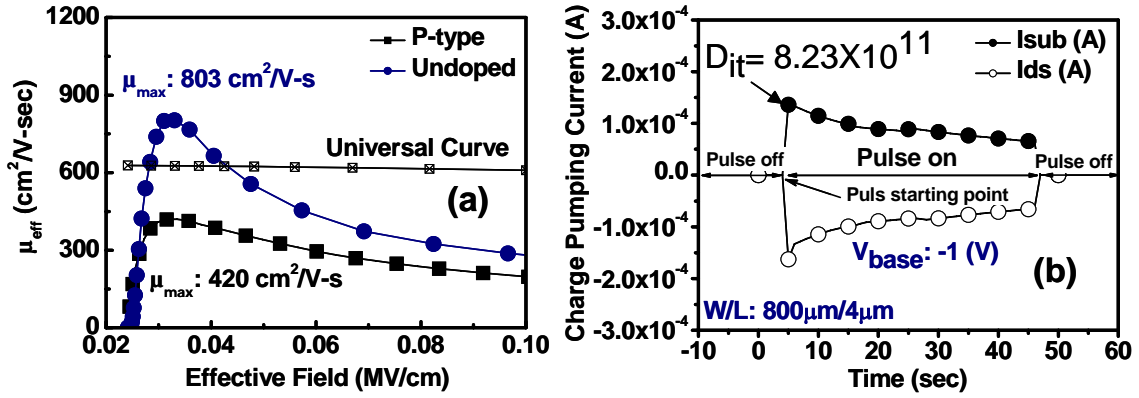 1200
900
600
300
0
μeff (cm2/V-sec)
P-type
Undoped
μmax: 803 cm2/V-s
Universal Curve
(a)
μmax: 420 cm2/V-s
0.02 0.04 0.06 0.08 0.10
Effective Field (MV/cm)
3.0x10-4
2.0x10-4
1.0x10-4
0.0
-1.0x10-4
-2.0x10-4
-3.0x10-4
Charge Pumping Current (A)
Dit= 8.23X10 11
Isub (A)
Ids (A)
Pulse off
Pulse on
Pulse off
Puls starting point
Vbase: -1 (V)
(b)
W/L: 800μm/4μm
-10 0 10 20 30 40 50 60
Time (sec)